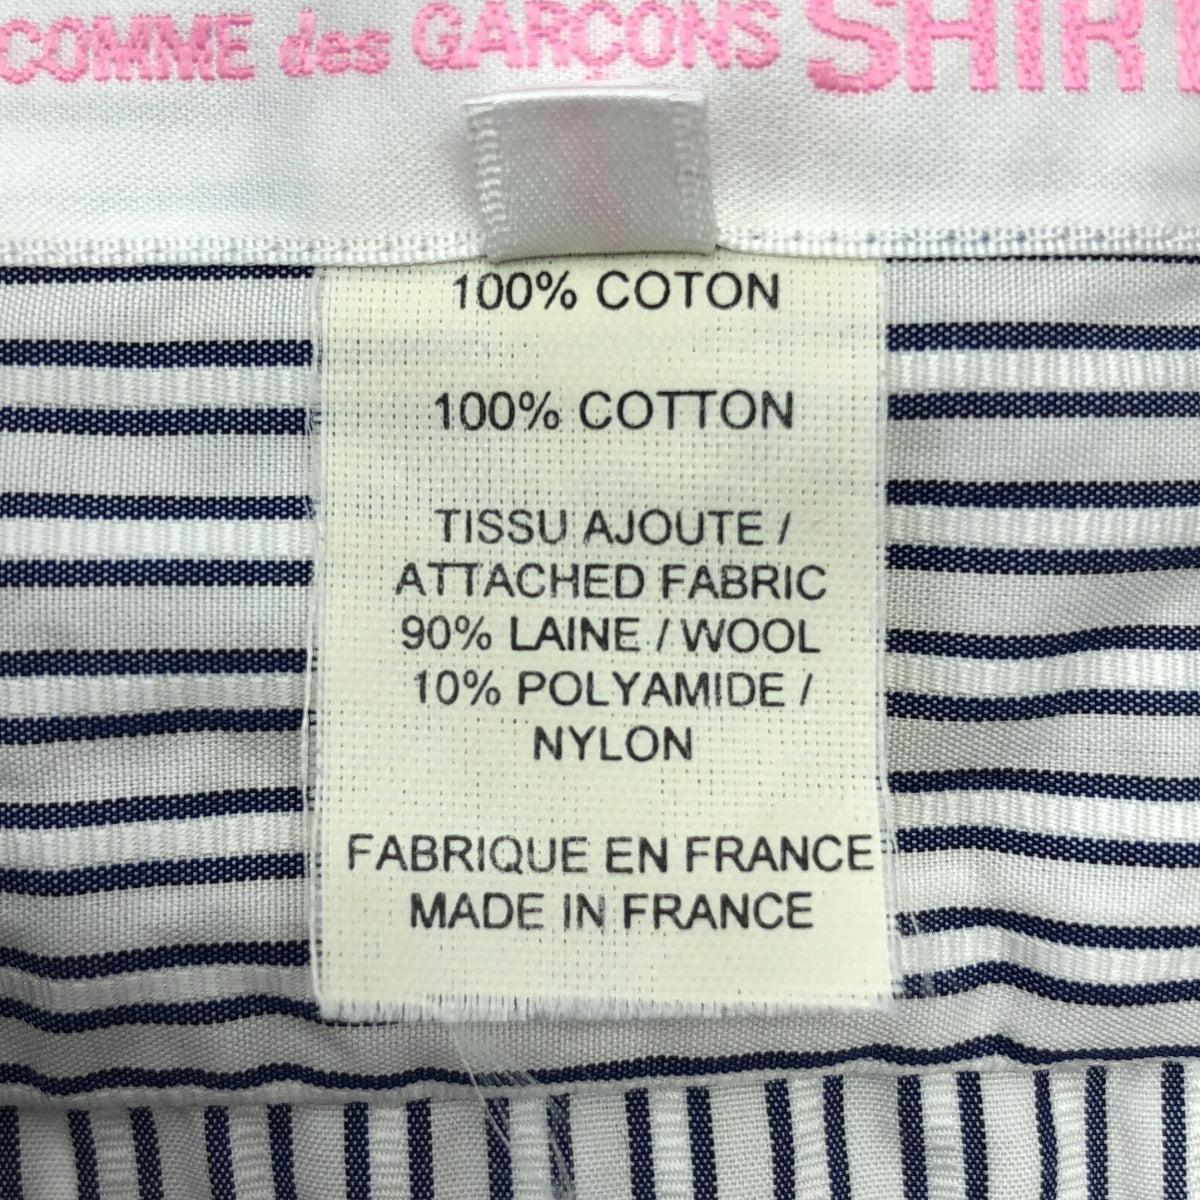 COMME des GARÇONS SHIRT
100% COTON
100% COTTON
TISSU AJOUTE /
ATTACHED FABRIC
90% LAINE / WOOL
10% POLYAMIDE /
NYLON
FABRIQUE EN FRANCE
MADE IN FRANCE